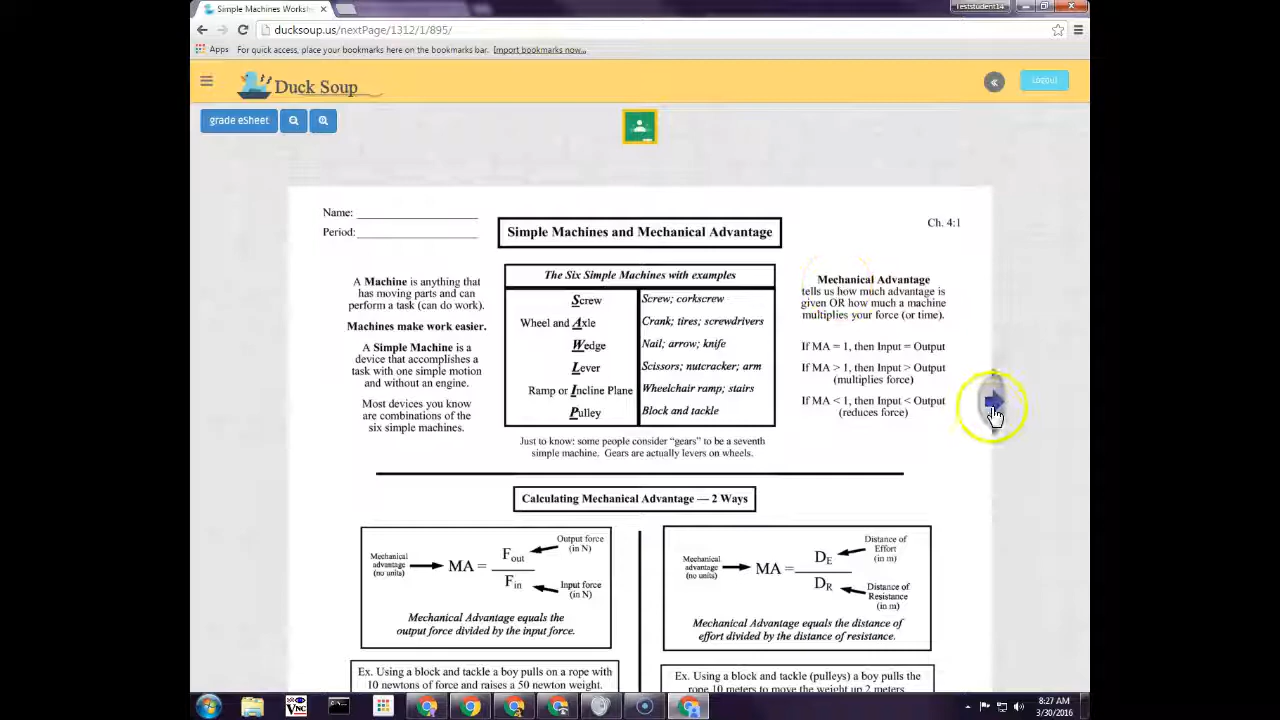 Simple Machines Worksh
Teststudent14
ducksoup.us/nextPage/1312/1/895/
Apps For quick access, place your bookmarks here on the bookmarks bar. Import bookmarks now...
Duck Soup
«
Logout
grade eSheet
Name:
Period:
Simple Machines and Mechanical Advantage
Ch. 4:1
A Machine is anything that
has moving parts and can
perform a task (can do work).
Machines make work easier.
A Simple Machine is a
device that accomplishes a
task with one simple motion
and without an engine.
Most devices you know
are combinations of the
six simple machines.
The Six Simple Machines with examples
Screw Screw; corkscrew
Wheel and Axle Crank; tires; screwdrivers
Wedge Nail; arrow; knife
Lever Scissors; nutcracker; arm
Ramp or Incline Plane Wheelchair ramp; stairs
Pulley Block and tackle
Just to know: some people consider “gears” to be a seventh
simple machine. Gears are actually levers on wheels.
Mechanical Advantage
tells us how much advantage is
given OR how much a machine
multiplies your force (or time).
If MA = 1, then Input = Output
If MA > 1, then Input > Output
(multiplies force)
If MA < 1, then Input < Output
(reduces force)
Calculating Mechanical Advantage — 2 Ways
Mechanical
advantage
(no units)
MA =
Fout
Fin
Output force
(in N)
Input force
(in N)
Mechanical Advantage equals the
output force divided by the input force.
Mechanical
advantage
(no units)
MA =
DE
DR
Distance of
Effort
(in m)
Distance of
Resistance
(in m)
Mechanical Advantage equals the distance of
effort divided by the distance of resistance.
Ex. Using a block and tackle a boy pulls on a rope with
10 newtons of force and raises a 50 newton weight.
Ex. Using a block and tackle (pulleys) a boy pulls the
rope 10 meters to move the weight up 2 meters.
8:27 AM
3/30/2016